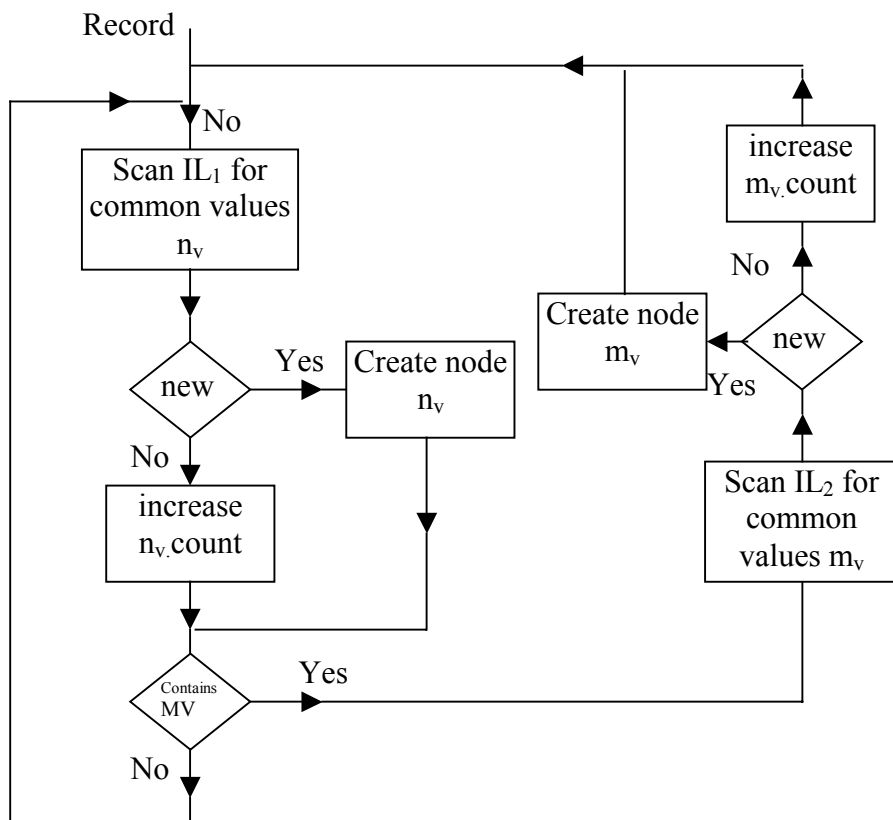 Record
No
Scan IL₁ for
common values
nᵥ
new
Yes
Create node
nᵥ
No
increase
nᵥ.count
Contains
MV
Yes
No
Scan IL₂ for
common
values mᵥ
new
Yes
Create node
mᵥ
No
increase
mᵥ.count